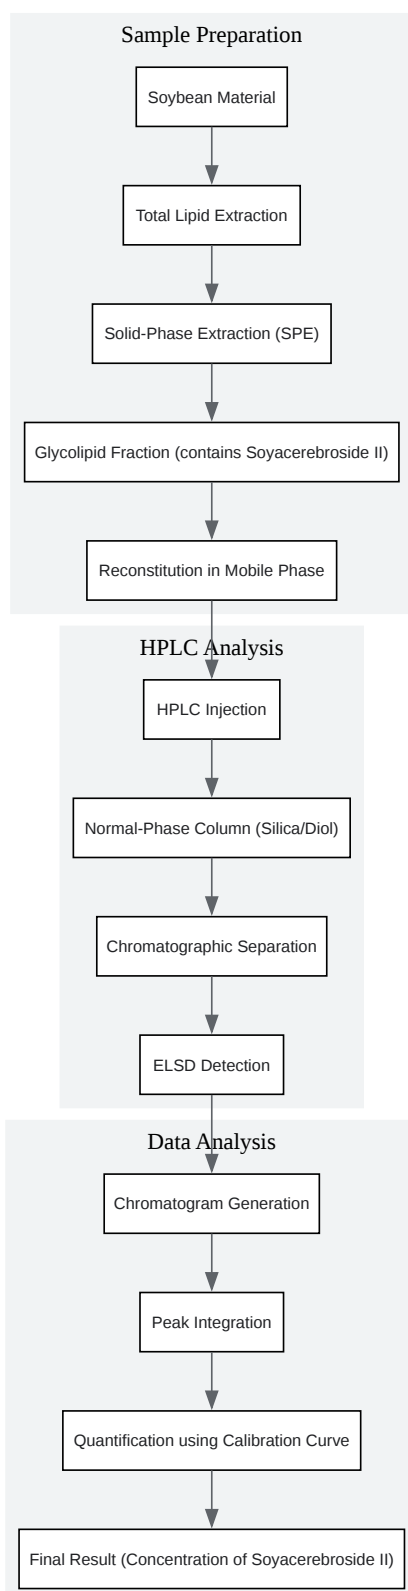 Sample Preparation
Soybean Material
Total Lipid Extraction
Solid-Phase Extraction (SPE)
Glycolipid Fraction (contains Soyacerebroside II)
Reconstitution in Mobile Phase
HPLC Analysis
HPLC Injection
Normal-Phase Column (Silica/Diol)
Chromatographic Separation
ELSD Detection
Data Analysis
Chromatogram Generation
Peak Integration
Quantification using Calibration Curve
Final Result (Concentration of Soyacerebroside II)